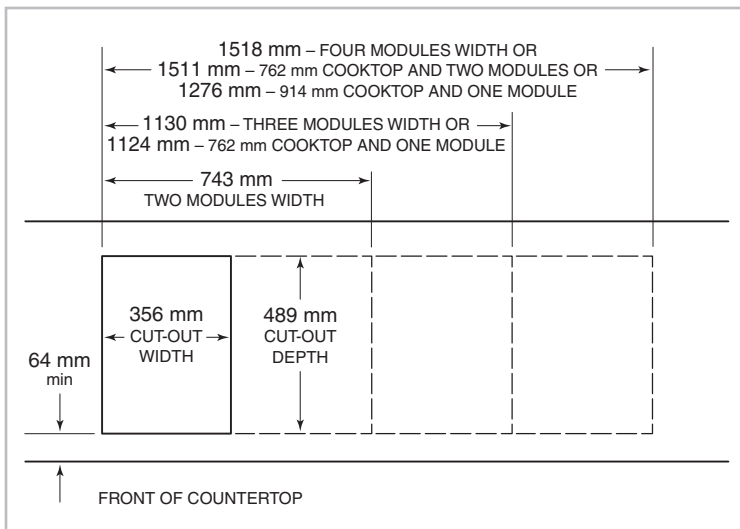 1518 mm – FOUR MODULES WIDTH OR
1511 mm – 762 mm COOKTOP AND TWO MODULES OR
1276 mm – 914 mm COOKTOP AND ONE MODULE
1130 mm – THREE MODULES WIDTH OR
1124 mm – 762 mm COOKTOP AND ONE MODULE
743 mm
TWO MODULES WIDTH
356 mm
CUT-OUT
WIDTH
489 mm
CUT-OUT
DEPTH
64 mm
min
FRONT OF COUNTERTOP